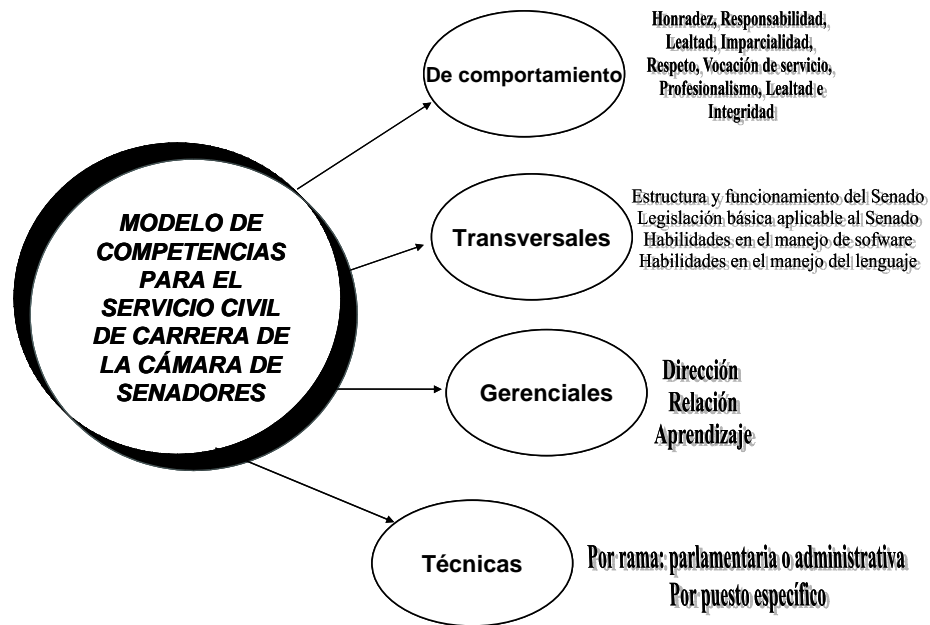 MODELO DE
COMPETENCIAS
PARA EL
SERVICIO CIVIL
DE CARRERA DE
LA CÁMARA DE
SENADORES
De comportamiento
Honradez, Responsabilidad,
Lealtad, Imparcialidad,
Respeto, Vocación de servicio,
Profesionalismo, Lealtad e
Integridad
Transversales
Estructura y funcionamiento del Senado
Legislación básica aplicable al Senado
Habilidades en el manejo de sofware
Habilidades en el manejo del lenguaje
Gerenciales
Dirección
Relación
Aprendizaje
Técnicas
Por rama: parlamentaria o administrativa
Por puesto específico